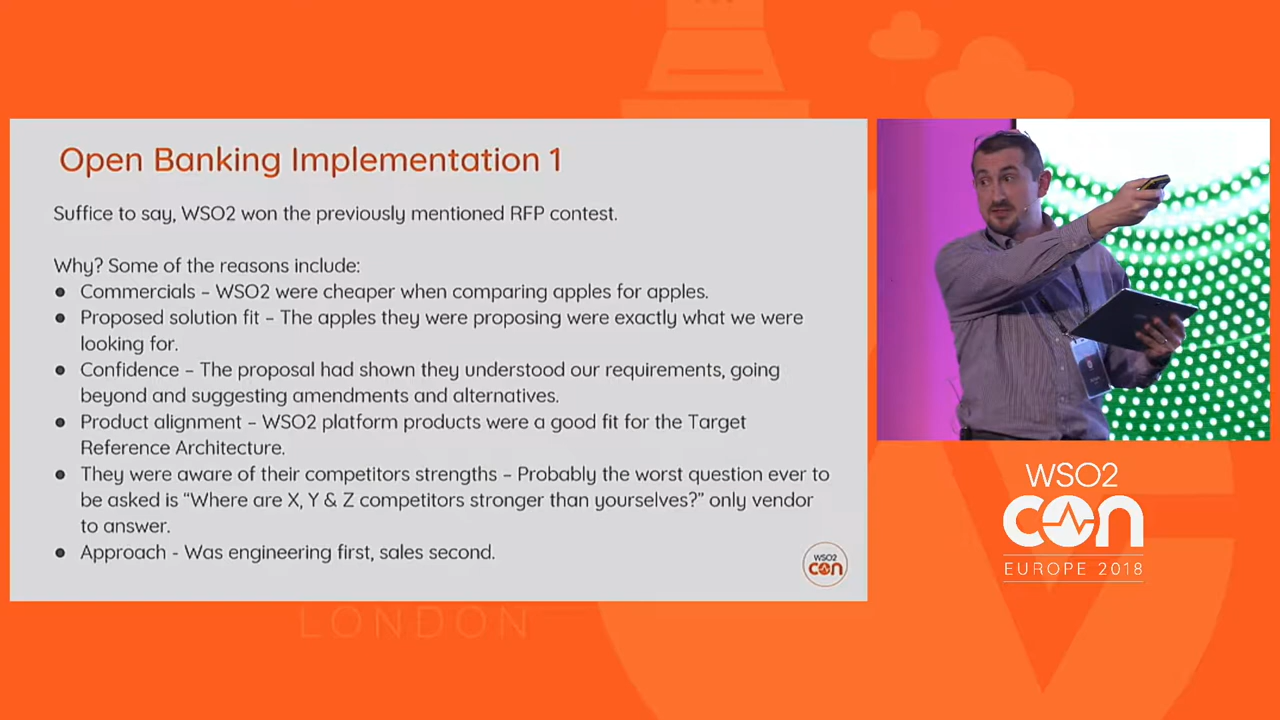 Open Banking Implementation 1
Suffice to say, WSO2 won the previously mentioned RFP contest.
Why? Some of the reasons include:
● Commercials – WSO2 were cheaper when comparing apples for apples.
● Proposed solution fit – The apples they were proposing were exactly what we were
looking for.
● Confidence – The proposal had shown they understood our requirements, going
beyond and suggesting amendments and alternatives.
● Product alignment – WSO2 platform products were a good fit for the Target
Reference Architecture.
● They were aware of their competitors strengths – Probably the worst question ever to
be asked is “Where are X, Y & Z competitors stronger than yourselves?” only vendor
to answer.
● Approach - Was engineering first, sales second.
WSO2
con
WSO2
con
EUROPE 2018
LONDON